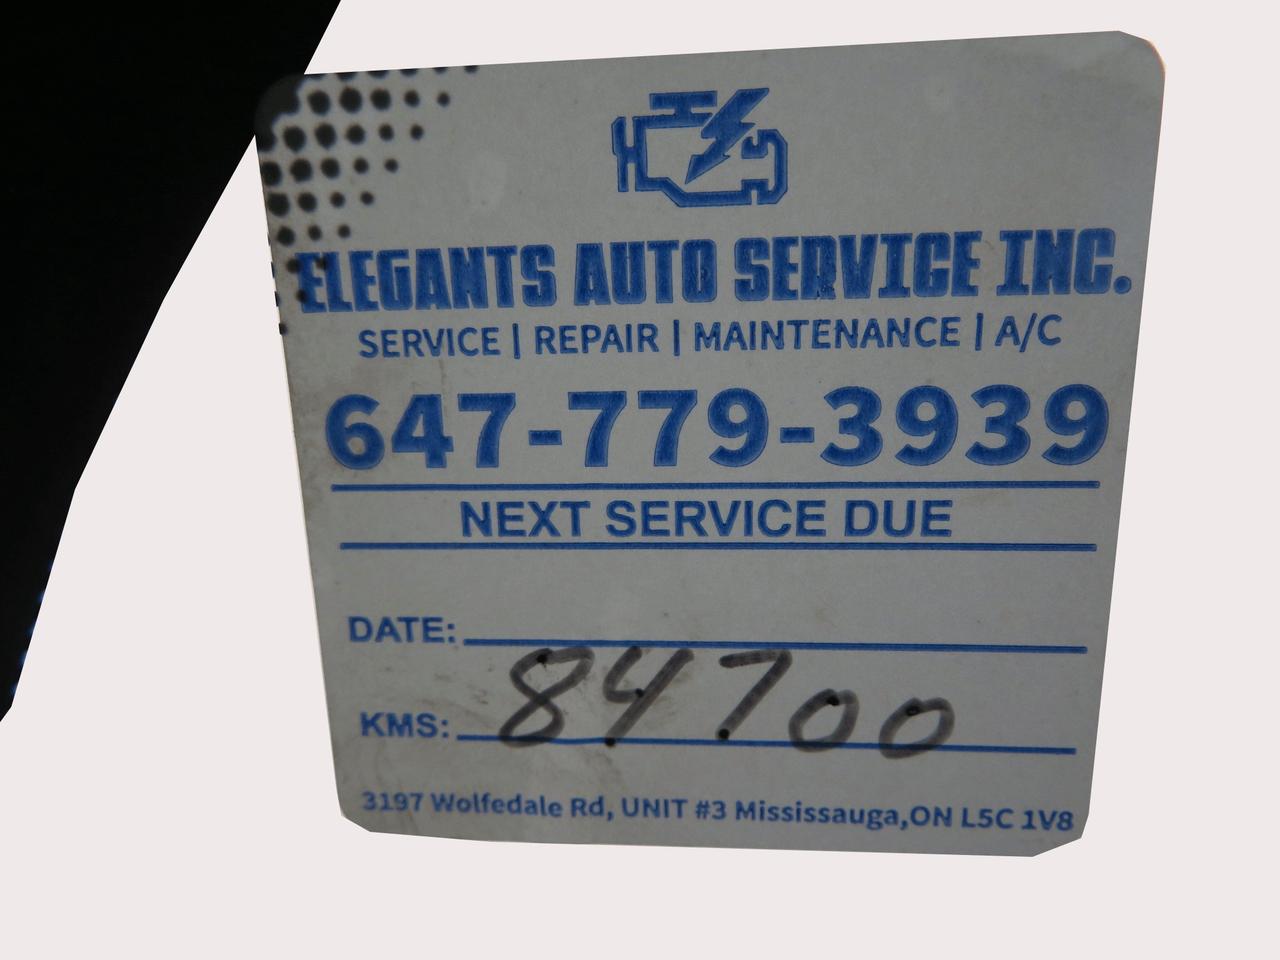 ELEGANTS AUTO SERVICE INC.
SERVICE | REPAIR | MAINTENANCE | A/C
647-779-3939
NEXT SERVICE DUE
DATE:
KMS: 84700
3197 Wolfedale Rd, UNIT #3 Mississauga,ON L5C 1V8